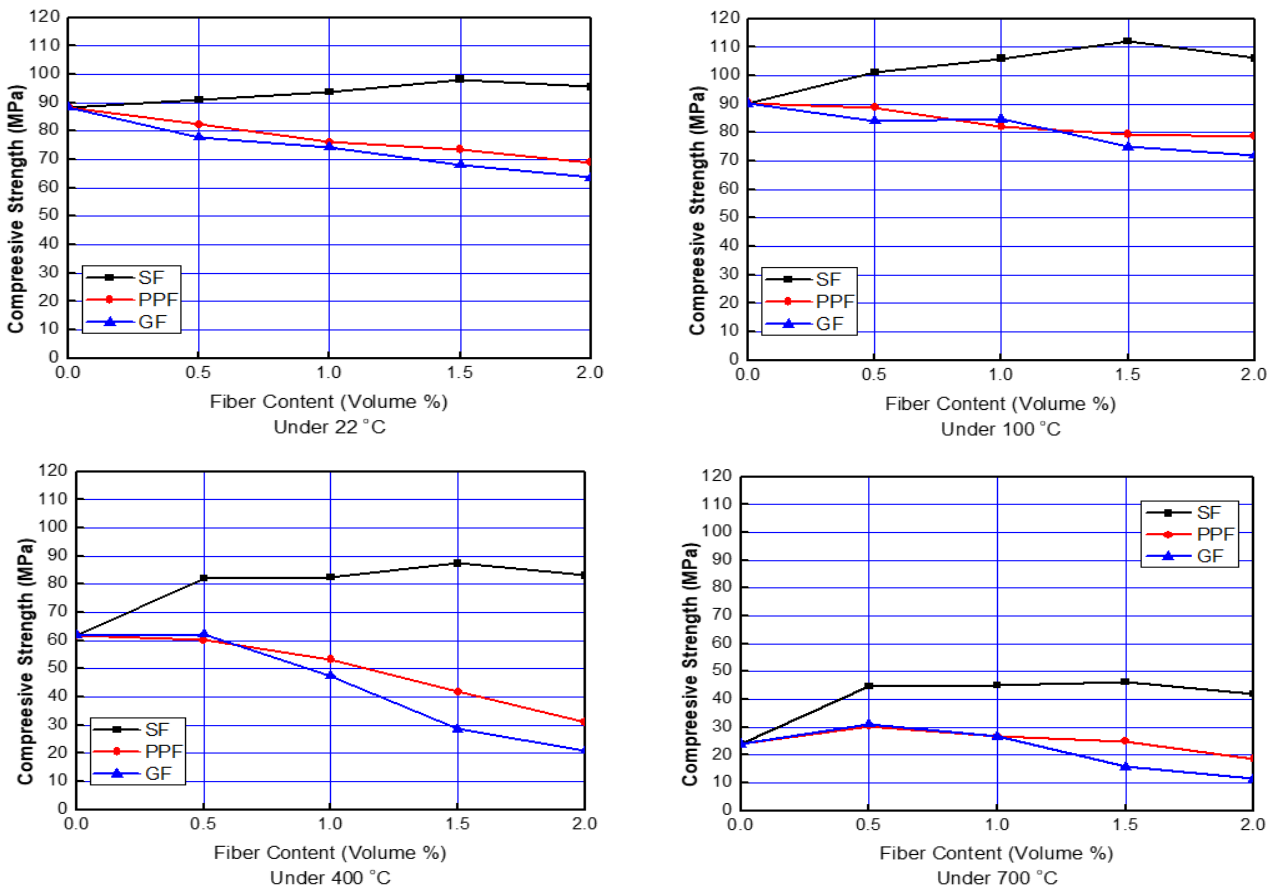 120
110
100
90
80
70
60
50
40
30
20
10
0
Compreesive Strength (MPa)
SF
PPF
GF
0.0 0.5 1.0 1.5 2.0
Fiber Content (Volume %)
Under 22 °C
120
110
100
90
80
70
60
50
40
30
20
10
0
Compreesive Strength (MPa)
SF
PPF
GF
0.0 0.5 1.0 1.5 2.0
Fiber Content (Volume %)
Under 100 °C
120
110
100
90
80
70
60
50
40
30
20
10
0
Compreesive Strength (MPa)
SF
PPF
GF
0.0 0.5 1.0 1.5 2.0
Fiber Content (Volume %)
Under 400 °C
120
110
100
90
80
70
60
50
40
30
20
10
0
Compreesive Strength (MPa)
SF
PPF
GF
0.0 0.5 1.0 1.5 2.0
Fiber Content (Volume %)
Under 700 °C